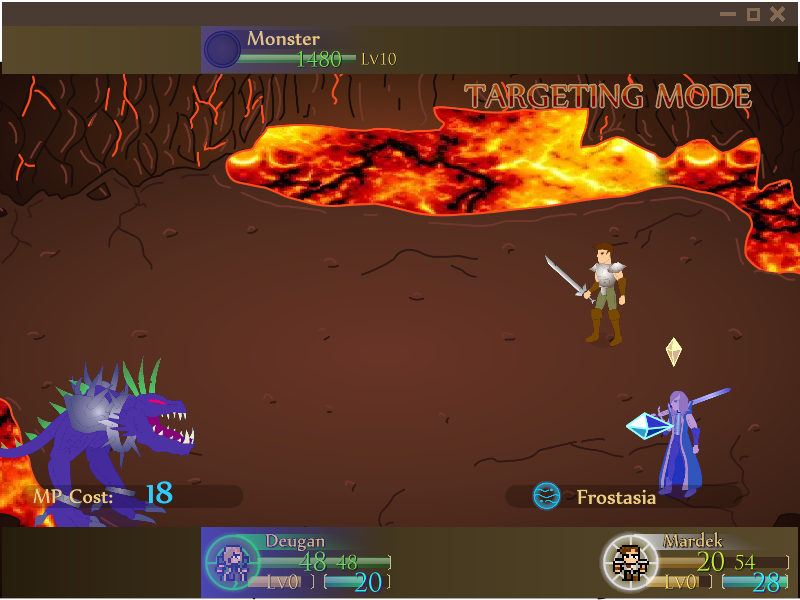 Monster
1480 Lv10
TARGETING MODE
MP Cost: 18
Frostasia
Deugan
48 48
Lv0 20
Mardek
20 54
Lv0 28